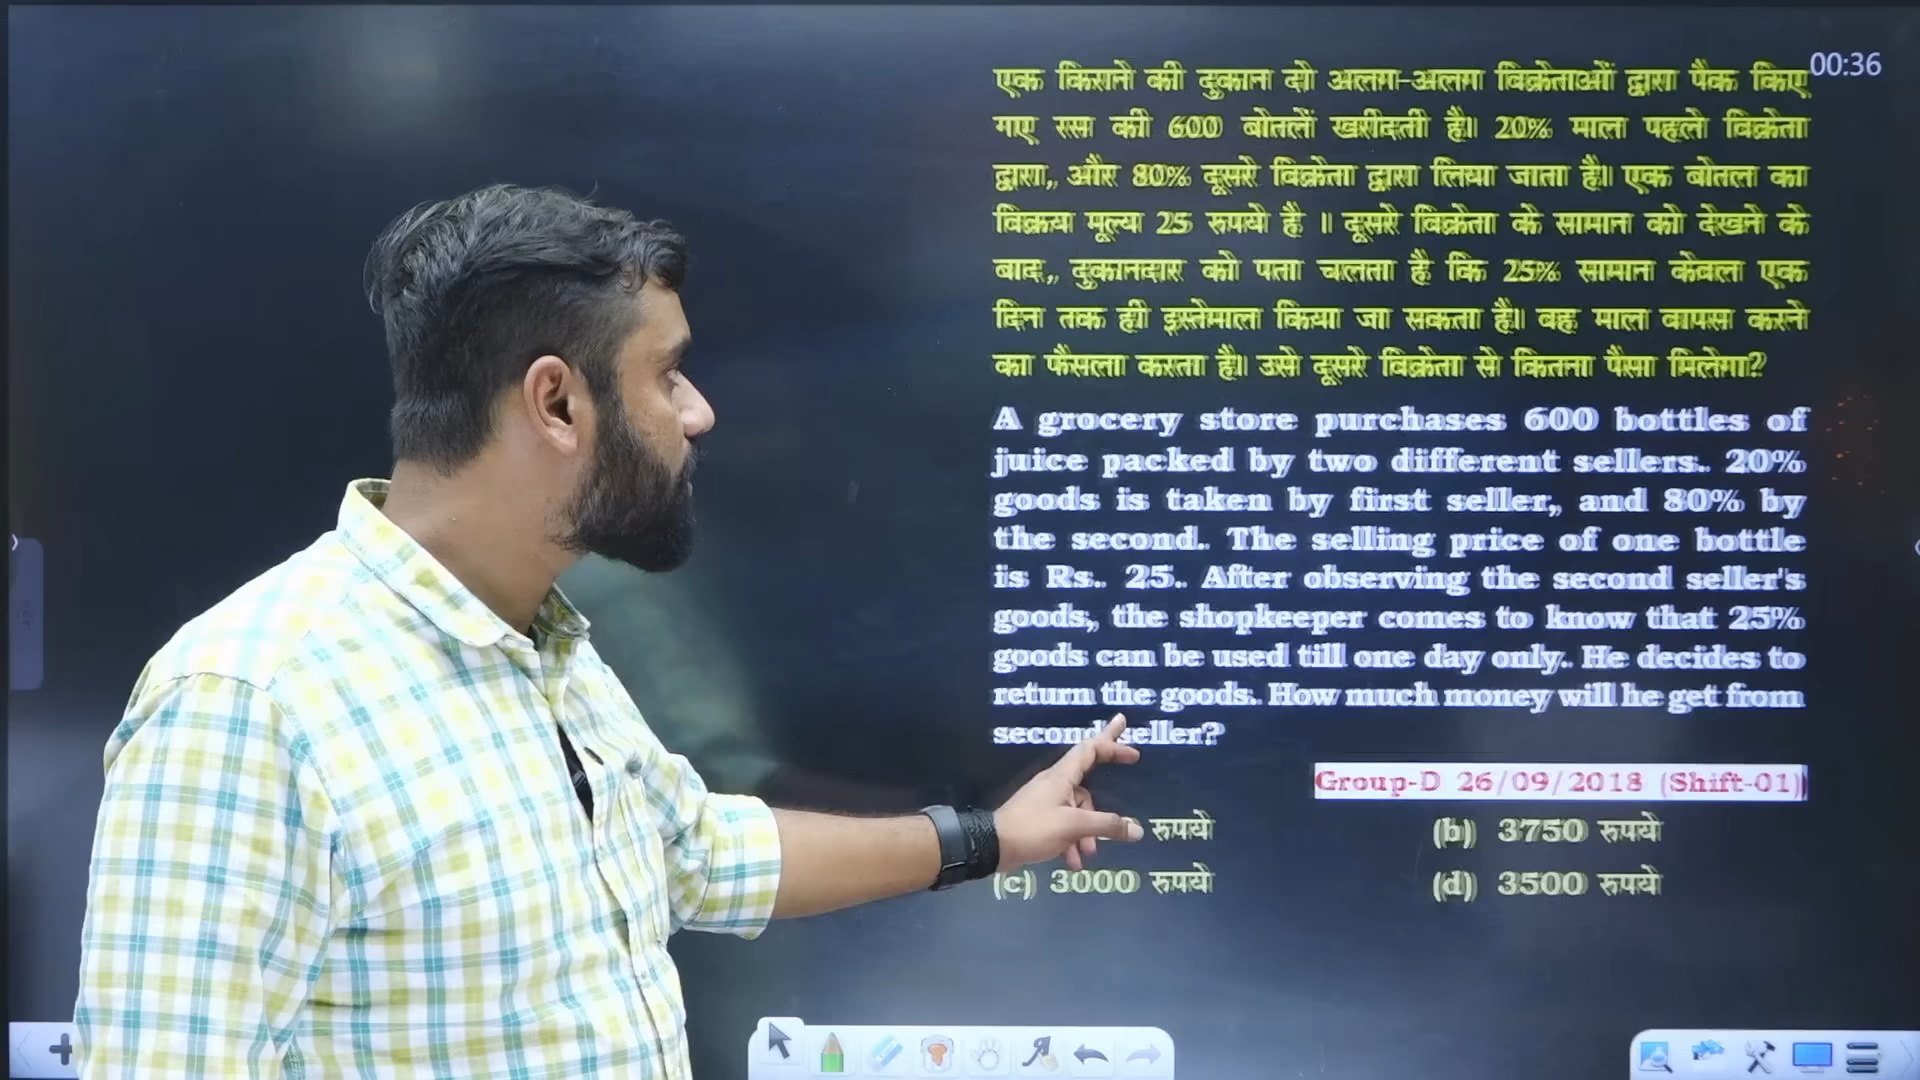 00:36
एक किराने की दुकान दो अलग-अलग विक्रेताओं द्वारा पैक किए
गए रस की 600 बोतलें खरीदती है। 20% माल पहले विक्रेता
द्वारा, और 80% दूसरे विक्रेता द्वारा लिया जाता है। एक बोतल का
विक्रय मूल्य 25 रुपये है । दूसरे विक्रेता के सामान को देखने के
बाद, दुकानदार को पता चलता है कि 25% सामान केवल एक
दिन तक ही इस्तेमाल किया जा सकता है। वह माल वापस करने
का फैसला करता है। उसे दूसरे विक्रेता से कितना पैसा मिलेगा?
A grocery store purchases 600 bottles of
juice packed by two different sellers. 20%
goods is taken by first seller, and 80% by
the second. The selling price of one bottle
is Rs. 25. After observing the second seller's
goods, the shopkeeper comes to know that 25%
goods can be used till one day only. He decides to
return the goods. How much money will he get from
second seller?
Group-D 26/09/2018 (Shift-01)
रुपये (b) 3750 रुपये
(c) 3000 रुपये (d) 3500 रुपये